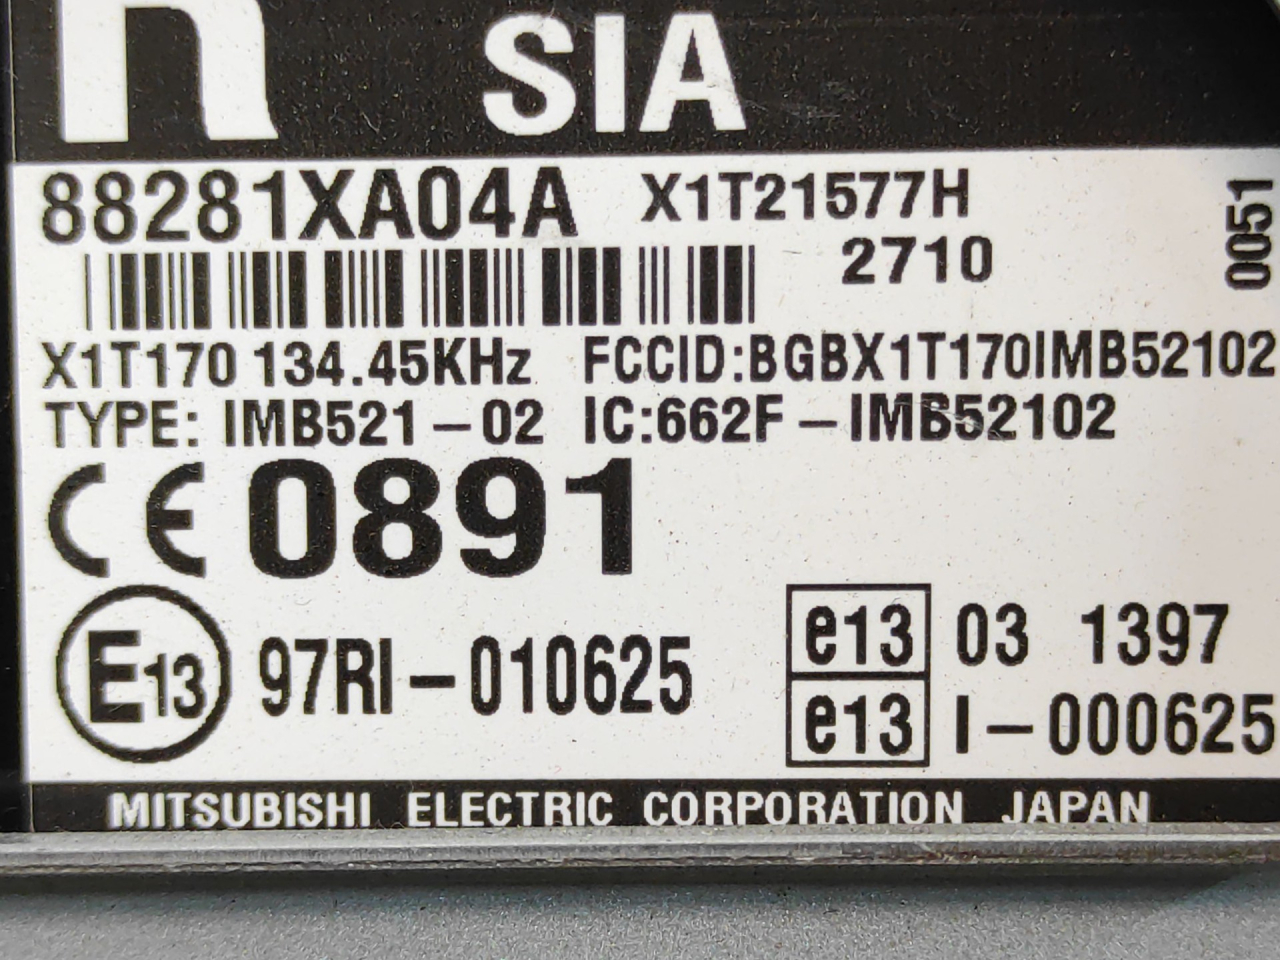 SIA
88281XA04A X1T21577H
2710
0051
X1T170 134.45KHz FCCID:BGBX1T170IMB52102
TYPE: IMB521-02 IC:662F-IMB52102
CE 0891
E13 97RI-010625
e13 03 1397
e13 I-000625
MITSUBISHI ELECTRIC CORPORATION JAPAN